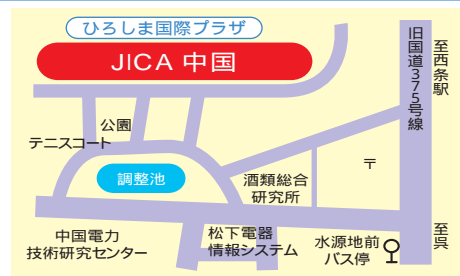 ひろしま国際プラザ
JICA 中国
旧国道375号線
至西条駅
公園
テニスコート
調整池
酒類総合
研究所
〒
至呉
中国電力
技術研究センター
松下電器
情報システム
水源地前
バス停